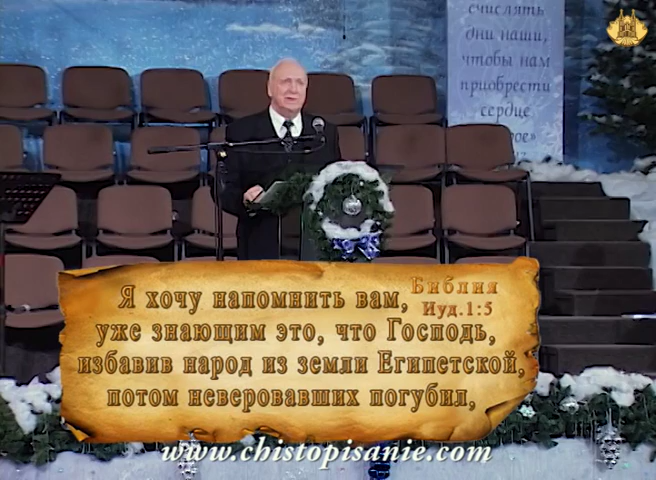 счислять
дни наши,
чтобы нам
приобрести
сердце
Библия
Иуд.1:5
Я хочу напомнить вам,
уже знающим это, что Господь,
избавив народ из земли Египетской,
потом неверовавших погубил,
www.chistopisanie.com